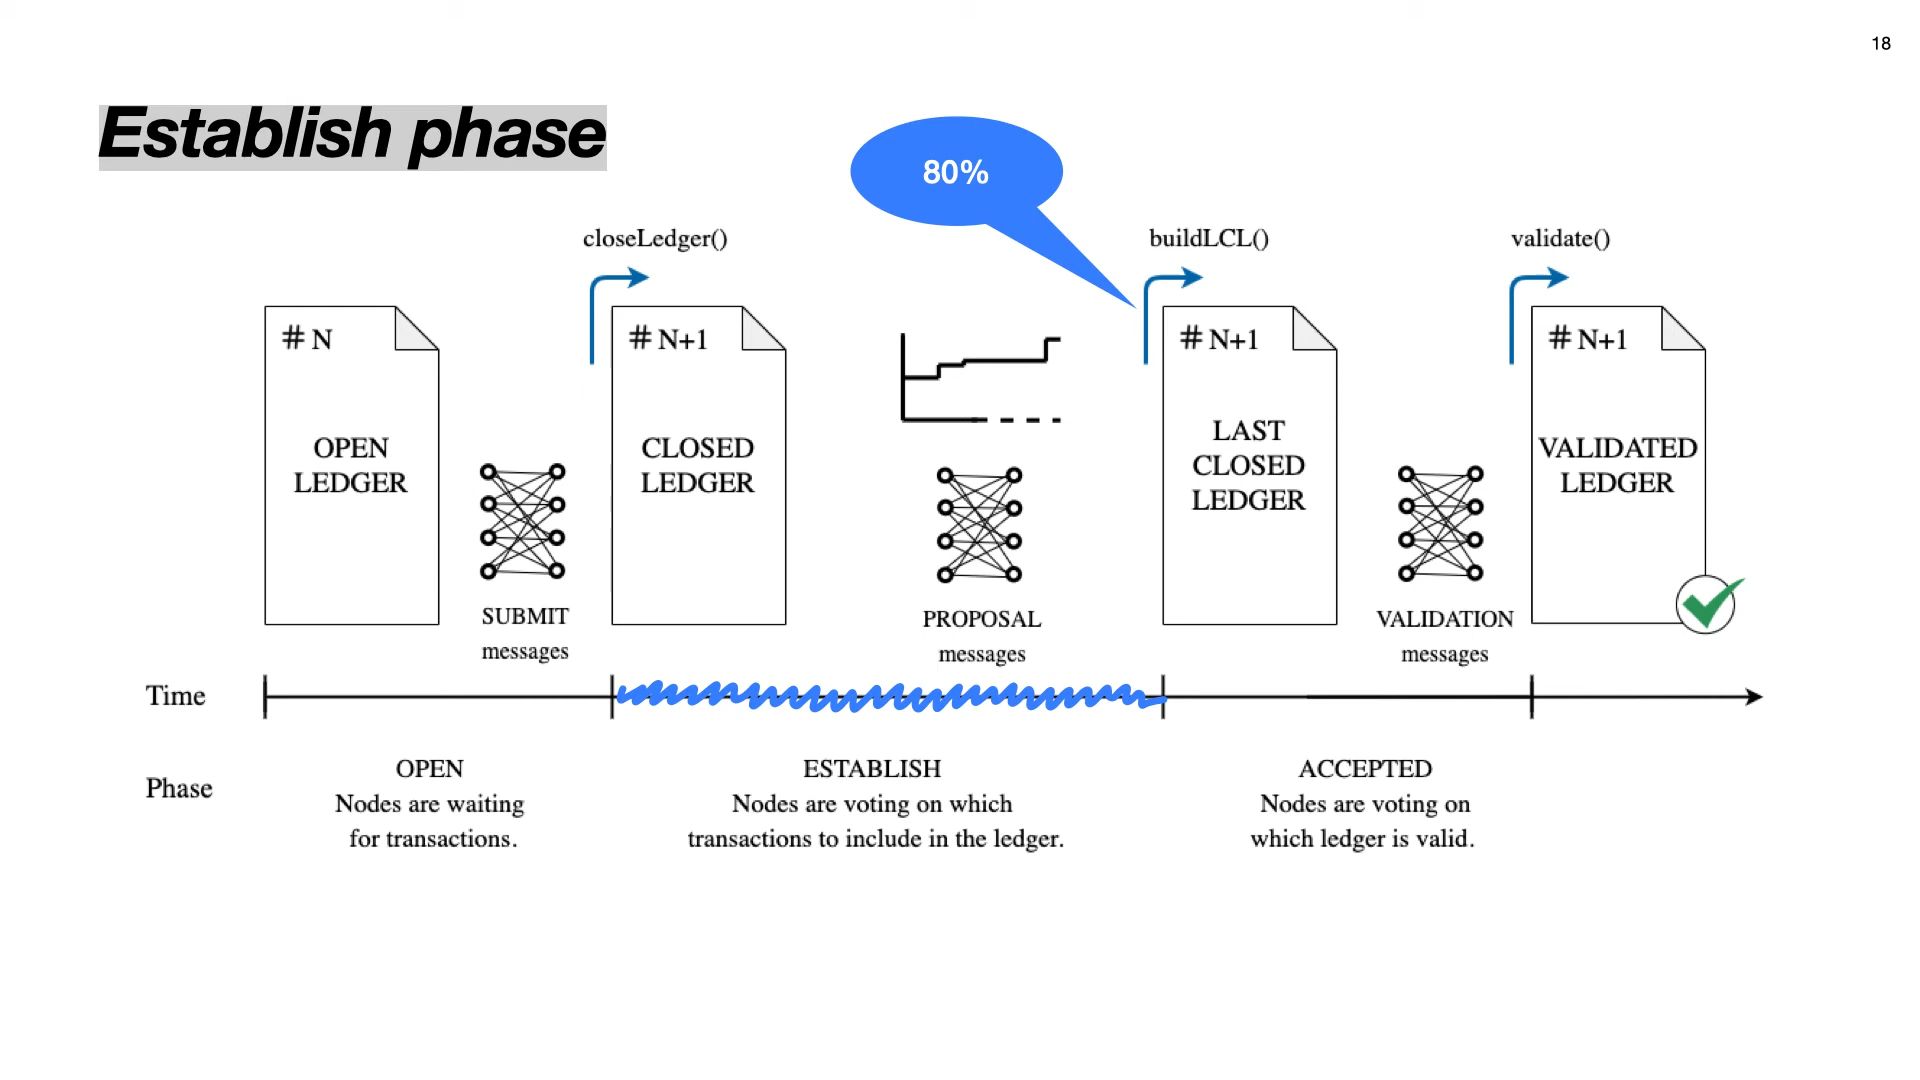 18
Establish phase
80%
closeLedger()
buildLCL()
validate()
# N
OPEN
LEDGER
# N+1
CLOSED
LEDGER
# N+1
LAST
CLOSED
LEDGER
# N+1
VALIDATED
LEDGER
SUBMIT
messages
PROPOSAL
messages
VALIDATION
messages
Time
Phase
OPEN
Nodes are waiting
for transactions.
ESTABLISH
Nodes are voting on which
transactions to include in the ledger.
ACCEPTED
Nodes are voting on
which ledger is valid.